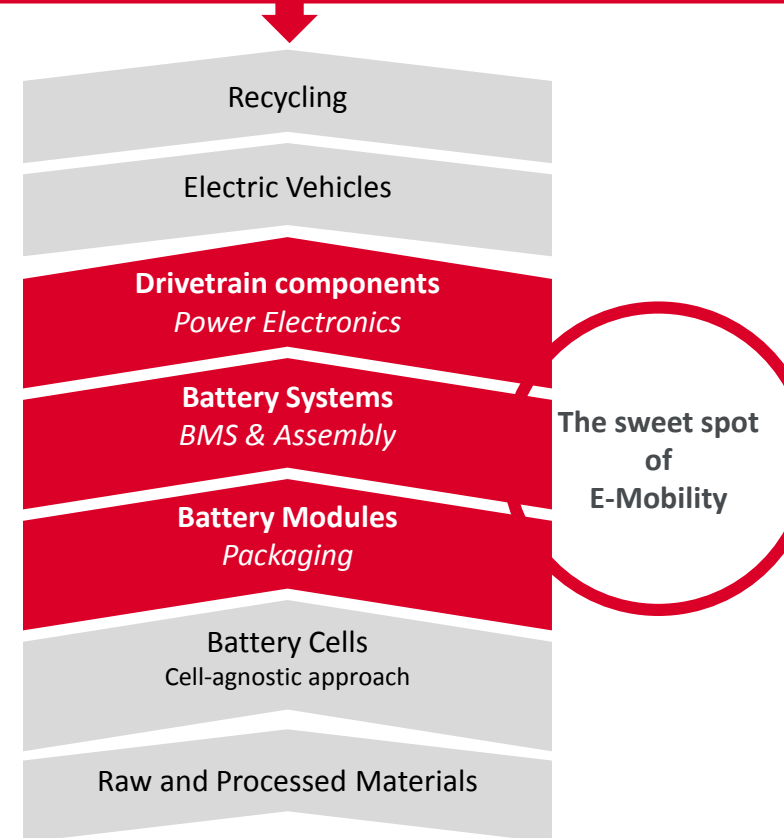 Recycling
Electric Vehicles
Drivetrain components
Power Electronics
Battery Systems
BMS & Assembly
Battery Modules
Packaging
The sweet spot
of
E-Mobility
Battery Cells
Cell-agnostic approach
Raw and Processed Materials